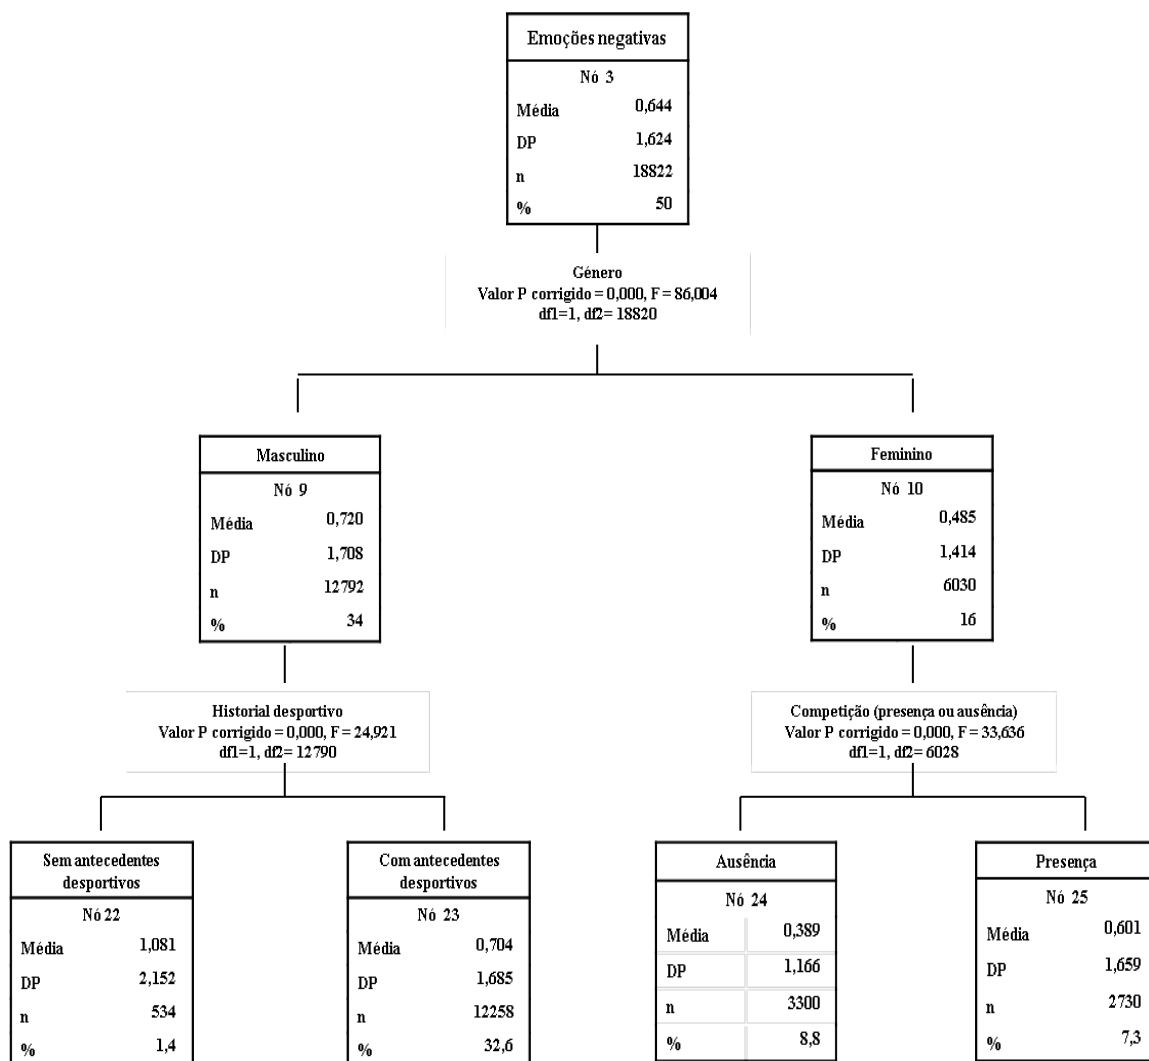 Emoções negativas
Nó 3
Média 0,644
DP 1,624
n 18822
% 50
Género
Valor P corrigido = 0,000, F = 86,004
df1=1, df2= 18820
Masculino
Nó 9
Média 0,720
DP 1,708
n 12792
% 34
Feminino
Nó 10
Média 0,485
DP 1,414
n 6030
% 16
Historial desportivo
Valor P corrigido = 0,000, F = 24,921
df1=1, df2= 12790
Competição (presença ou ausência)
Valor P corrigido = 0,000, F = 33,636
df1=1, df2= 6028
Sem antecedentes
desportivos
Nó 22
Média 1,081
DP 2,152
n 534
% 1,4
Com antecedentes
desportivos
Nó 23
Média 0,704
DP 1,685
n 12258
% 32,6
Ausência
Nó 24
Média 0,389
DP 1,166
n 3300
% 8,8
Presença
Nó 25
Média 0,601
DP 1,659
n 2730
% 7,3